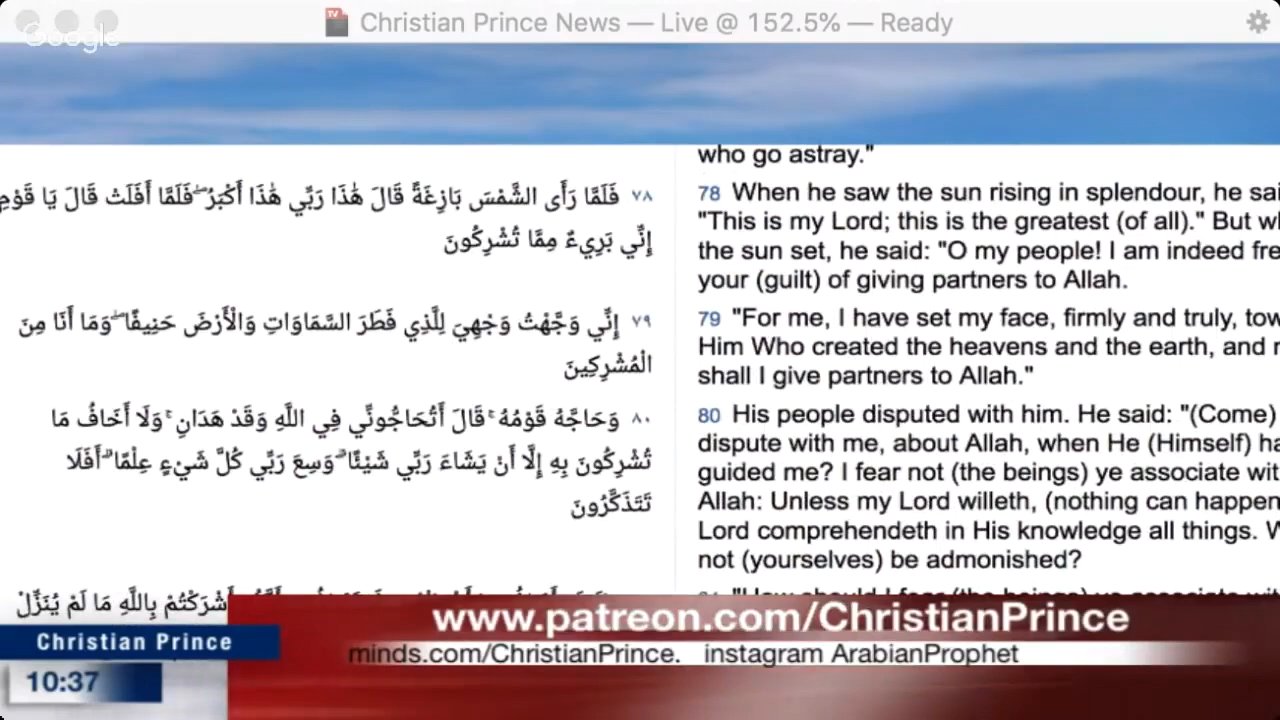 Christian Prince News — Live @ 152.5% — Ready
Google
٧٨ فَلَمَّا رَأَى الشَّمْسَ بَازِغَةً قَالَ هَٰذَا رَبِّي هَٰذَا أَكْبَرُ ۖ فَلَمَّا أَفَلَتْ قَالَ يَا قَوْمِ
إِنِّي بَرِيءٌ مِمَّا تُشْرِكُونَ
٧٩ إِنِّي وَجَّهْتُ وَجْهِيَ لِلَّذِي فَطَرَ السَّمَاوَاتِ وَالْأَرْضَ حَنِيفًا ۖ وَمَا أَنَا مِنَ
الْمُشْرِكِينَ
٨٠ وَحَاجَّهُ قَوْمُهُ ۚ قَالَ أَتُحَاجُّونِّي فِي اللَّهِ وَقَدْ هَدَانِ ۚ وَلَا أَخَافُ مَا
تُشْرِكُونَ بِهِ إِلَّا أَنْ يَشَاءَ رَبِّي شَيْئًا ۗ وَسِعَ رَبِّي كُلَّ شَيْءٍ عِلْمًا ۗ أَفَلَا
تَتَذَكَّرُونَ
أَشْرَكْتُمْ بِاللَّهِ مَا لَمْ يُنَزِّلْ
who go astray."
78 When he saw the sun rising in splendour, he sai
"This is my Lord; this is the greatest (of all)." But wh
the sun set, he said: "O my people! I am indeed fre
your (guilt) of giving partners to Allah.
79 "For me, I have set my face, firmly and truly, tow
Him Who created the heavens and the earth, and n
shall I give partners to Allah."
80 His people disputed with him. He said: "(Come)
dispute with me, about Allah, when He (Himself) ha
guided me? I fear not (the beings) ye associate wit
Allah: Unless my Lord willeth, (nothing can happen
Lord comprehendeth in His knowledge all things. W
not (yourselves) be admonished?
www.patreon.com/ChristianPrince
Christian Prince
minds.com/ChristianPrince. instagram ArabianProphet
10:37